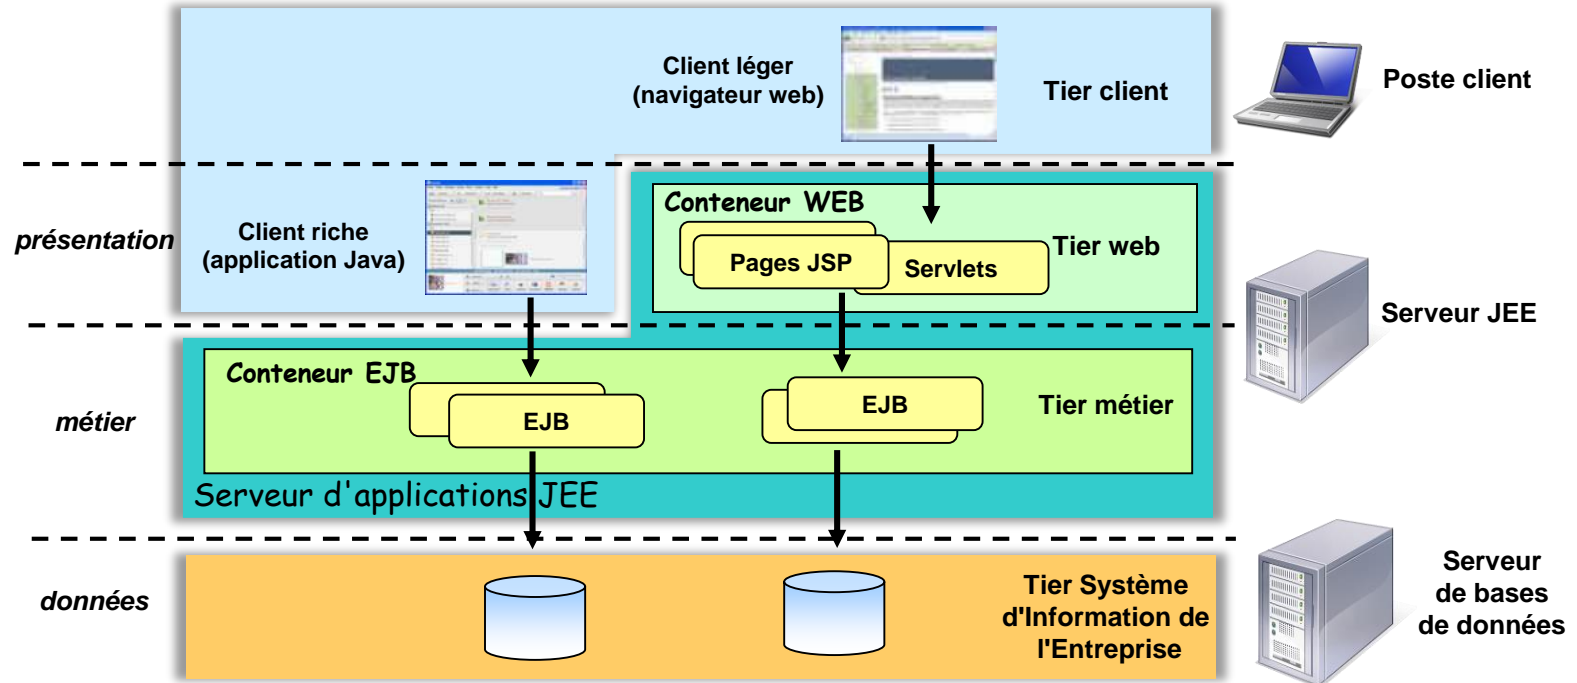 Client léger
(navigateur web)
Tier client
Poste client
présentation
Client riche
(application Java)
Conteneur WEB
Pages JSP
Servlets
Tier web
Serveur JEE
métier
Conteneur EJB
EJB
EJB
Tier métier
Serveur d'applications JEE
données
Tier Système
d'Information de
l'Entreprise
Serveur
de bases
de données